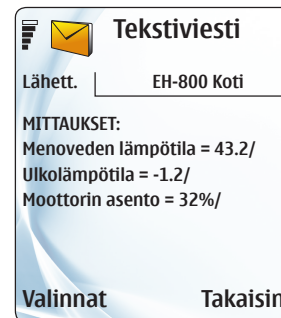 Tekstiviesti
Lähett. EH-800 Koti
MITTAUKSET:
Menoveden lämpötila = 43.2/
Ulkolämpötila = -1.2/
Moottorin asento = 32%/
Valinnat Takaisin